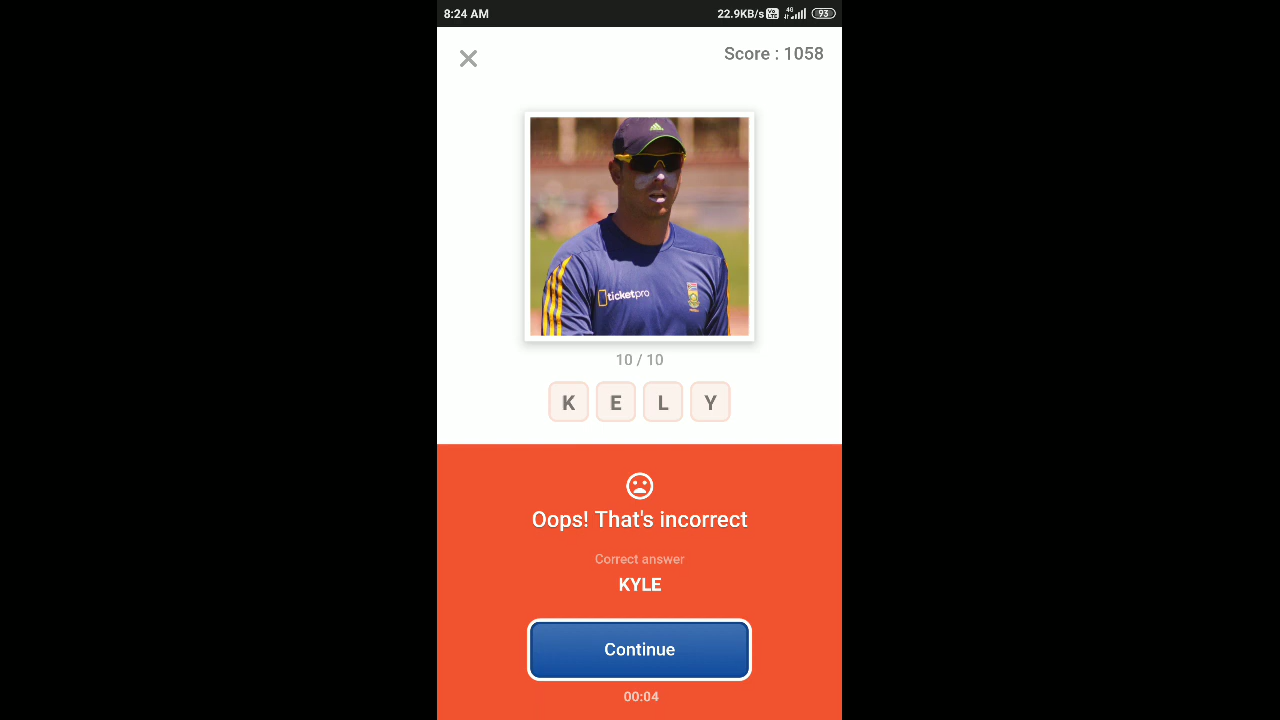 8:24 AM 22.9KB/s 4G 93
Score : 1058
ticketpro
10 / 10
K E L Y
Oops! That's incorrect
Correct answer
KYLE
Continue
00:04